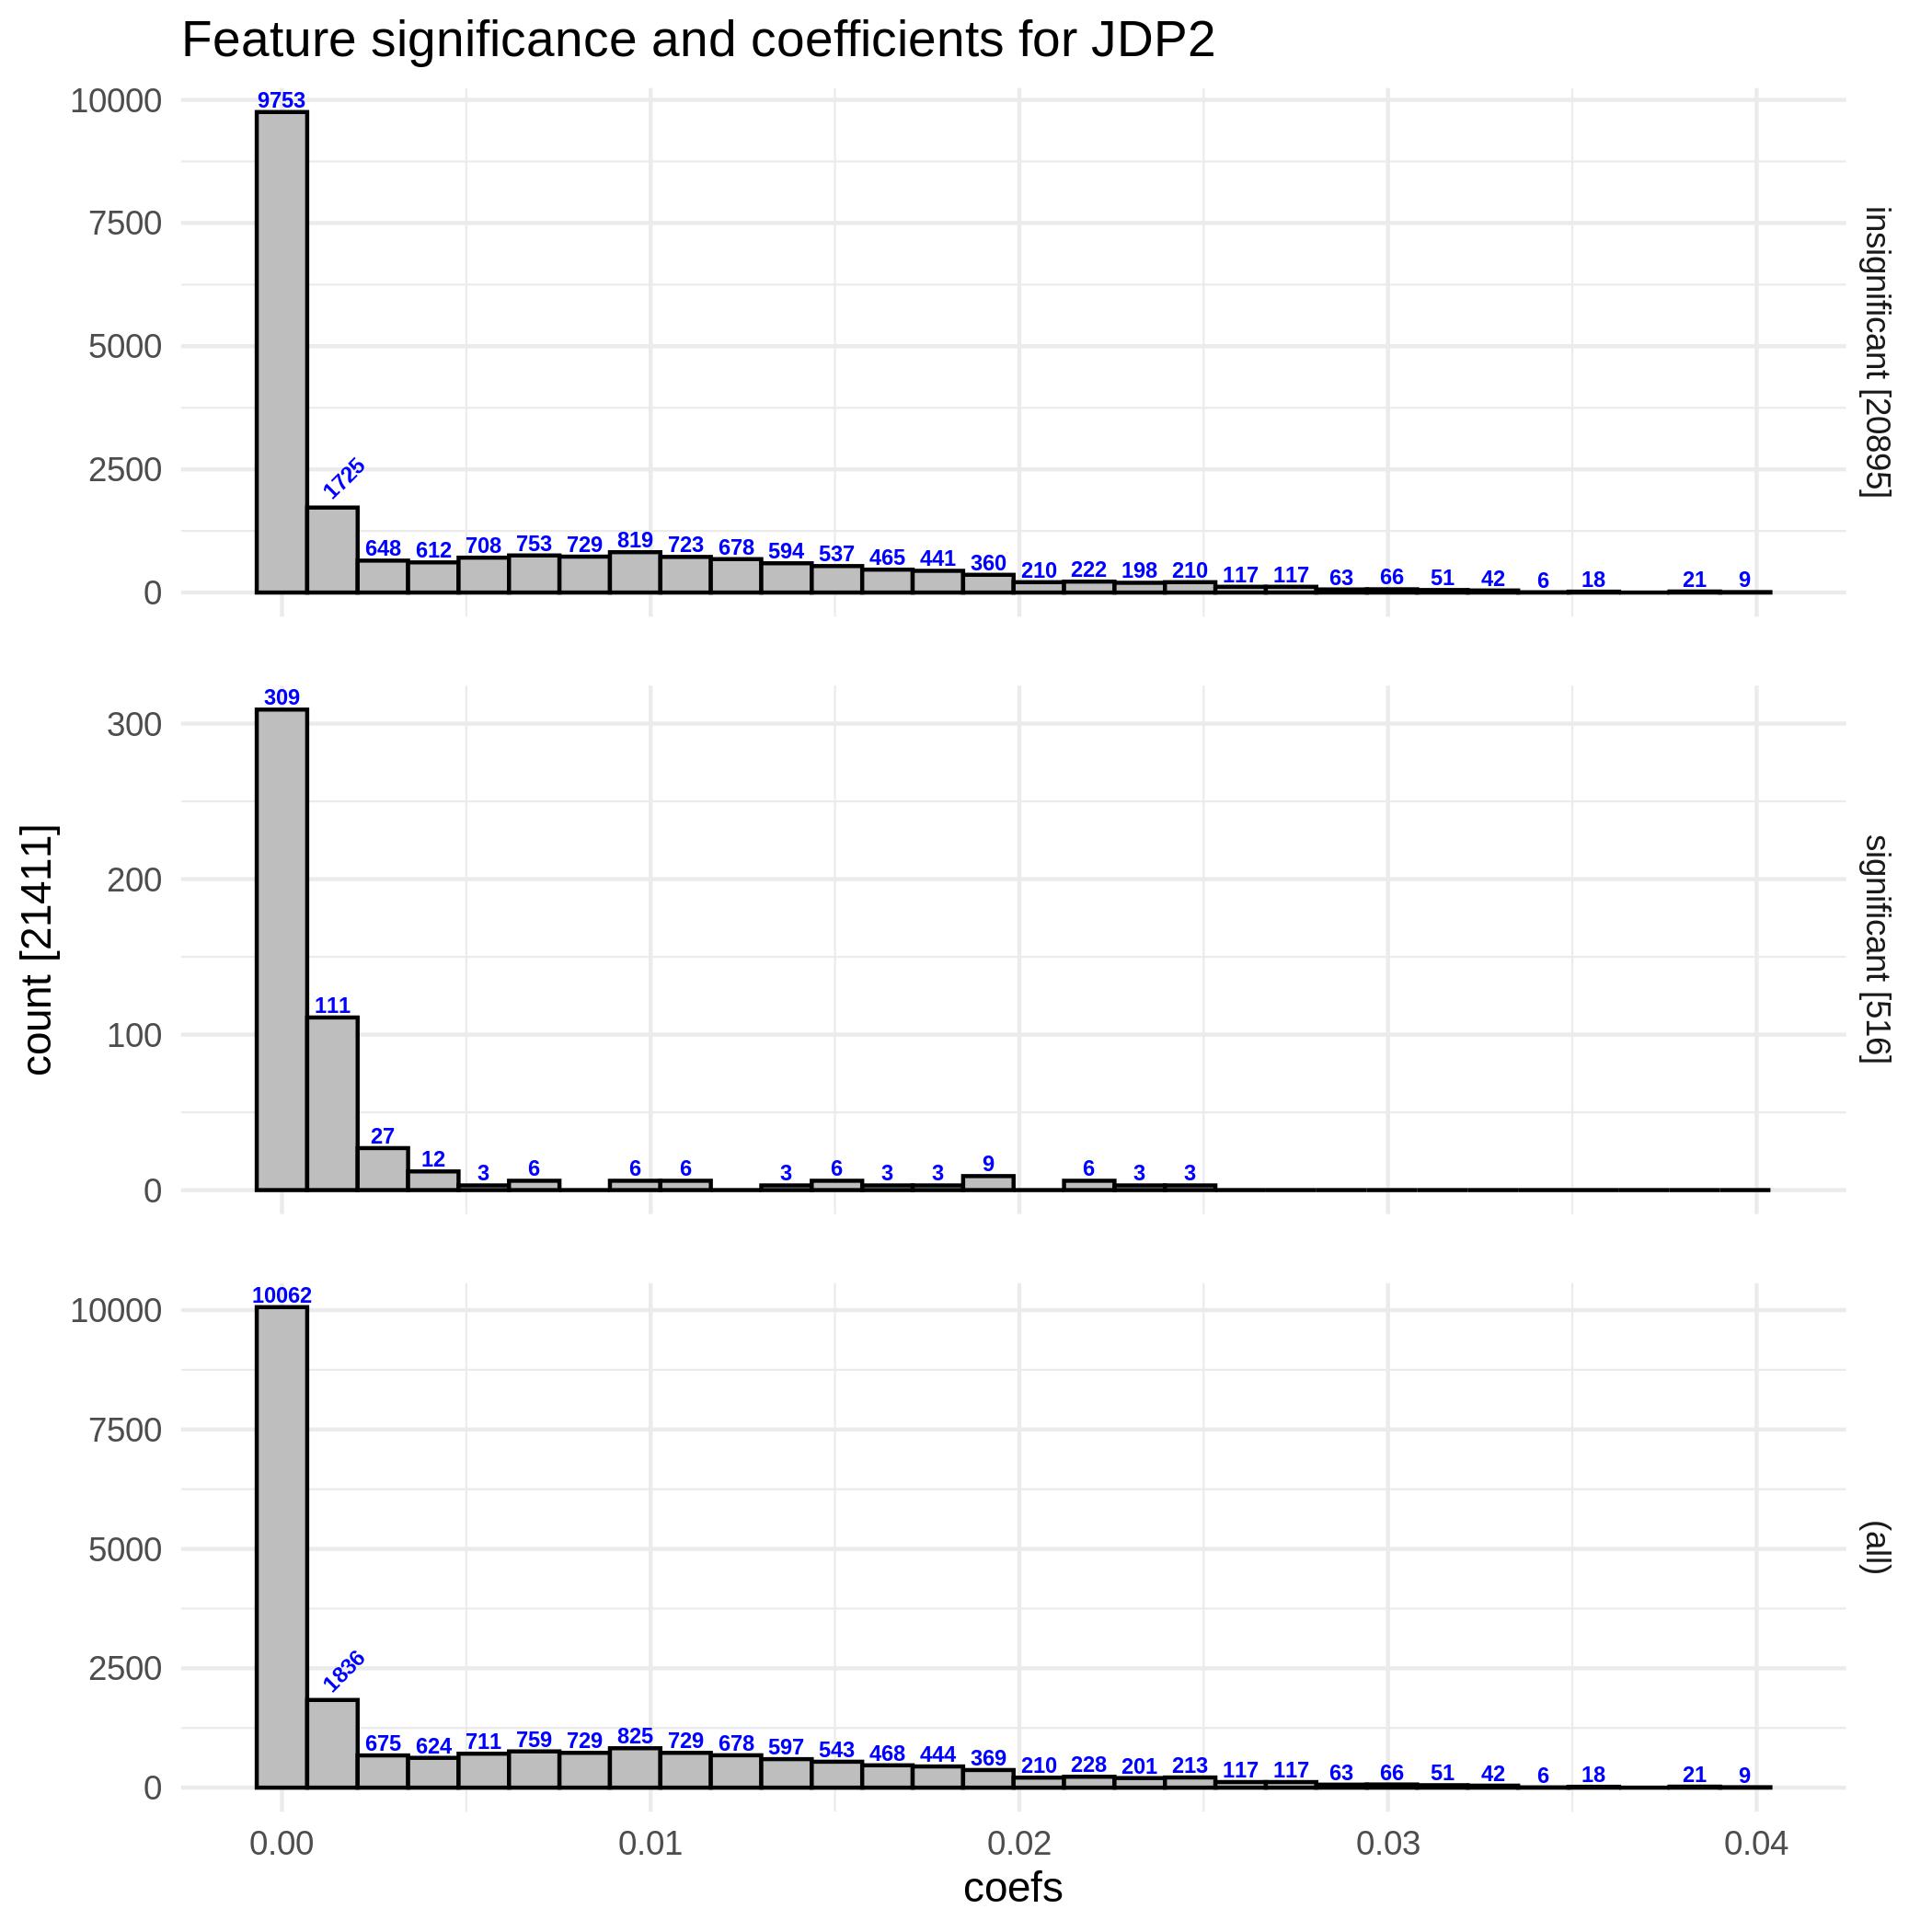 Feature significance and coefficients for JDP2
count [21411]
10000
7500
5000
2500
0
9753
1725
648 612 708 753 729 819 723 678 594 537 465 441 360 210 222 198 210 117 117 63 66 51 42 6 18 21 9
insignificant [20895]
300
200
100
0
309
111
27
12
3 6 6 6 3 6 3 3 9 6 3 3
significant [516]
10000
7500
5000
2500
0
10062
1836
675 624 711 759 729 825 729 678 597 543 468 444 369 210 228 201 213 117 117 63 66 51 42 6 18 21 9
(all)
0.00 0.01 0.02 0.03 0.04
coefs